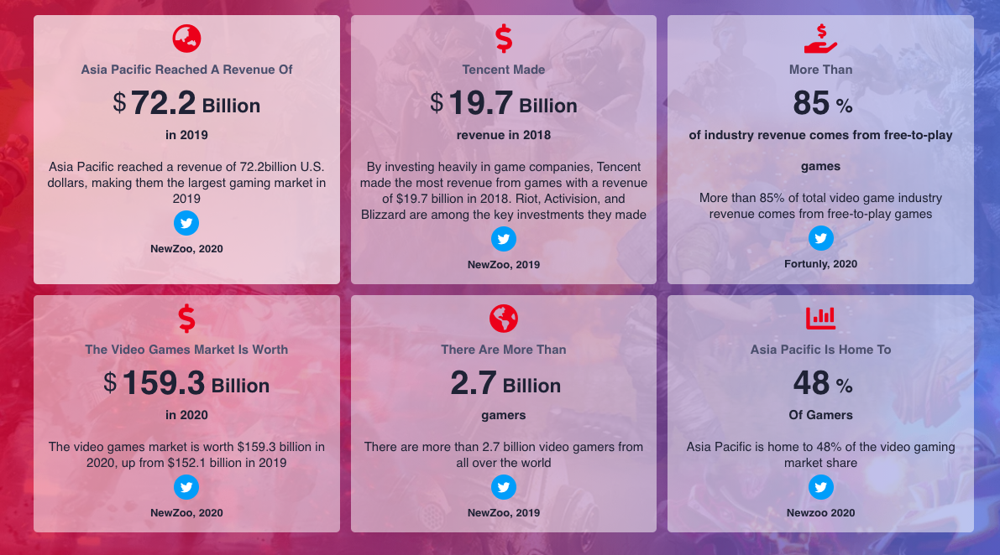 Asia Pacific Reached A Revenue Of
$ 72.2 Billion
in 2019
Asia Pacific reached a revenue of 72.2billion U.S.
dollars, making them the largest gaming market in
2019
NewZoo, 2020
Tencent Made
$ 19.7 Billion
revenue in 2018
By investing heavily in game companies, Tencent
made the most revenue from games with a revenue
of $19.7 billion in 2018. Riot, Activision, and
Blizzard are among the key investments they made
NewZoo, 2019
More Than
85 %
of industry revenue comes from free-to-play
games
More than 85% of total video game industry
revenue comes from free-to-play games
Fortunly, 2020
The Video Games Market Is Worth
$ 159.3 Billion
in 2020
The video games market is worth $159.3 billion in
2020, up from $152.1 billion in 2019
NewZoo, 2020
There Are More Than
2.7 Billion
gamers
There are more than 2.7 billion video gamers from
all over the world
NewZoo, 2019
Asia Pacific Is Home To
48 %
Of Gamers
Asia Pacific is home to 48% of the video gaming
market share
Newzoo 2020